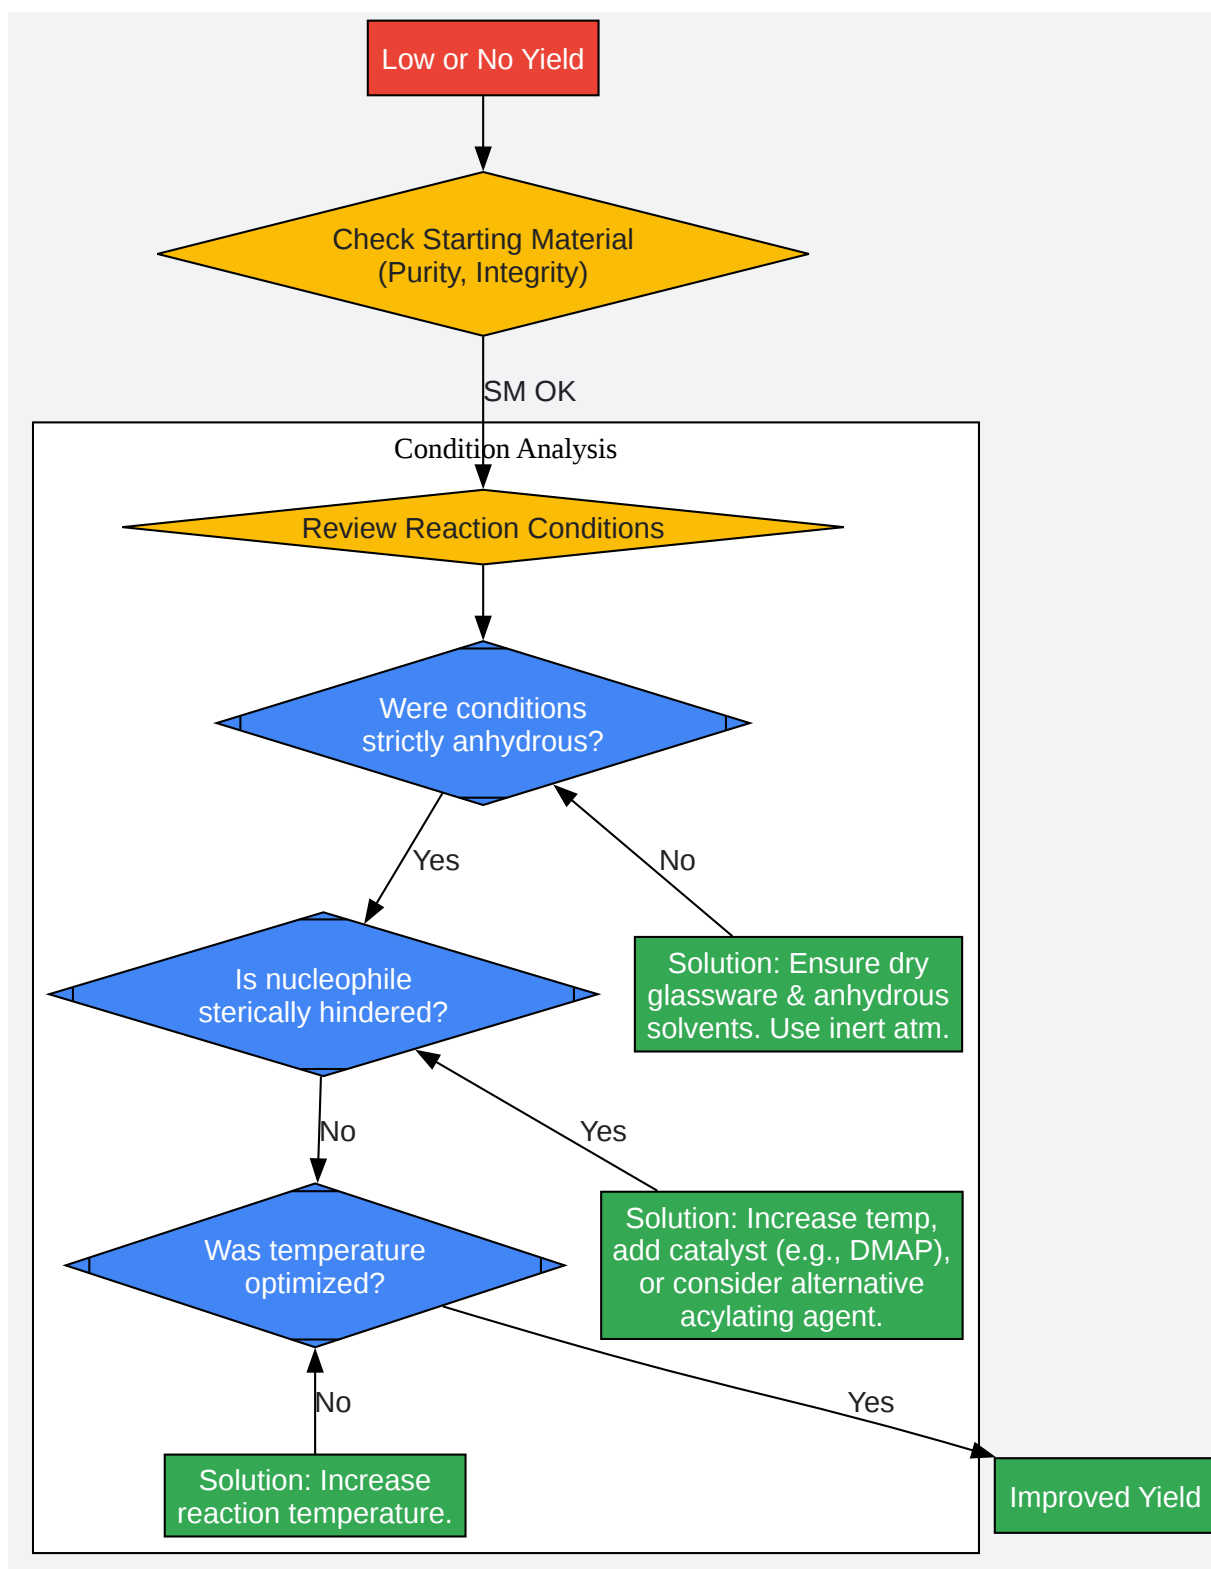 Low or No Yield
Check Starting Material
(Purity, Integrity)
SM OK
Condition Analysis
Review Reaction Conditions
Were conditions
strictly anhydrous?
Yes
No
Is nucleophile
sterically hindered?
Solution: Ensure dry
glassware & anhydrous
solvents. Use inert atm.
No
Yes
Was temperature
optimized?
Solution: Increase temp,
add catalyst (e.g., DMAP),
or consider alternative
acylating agent.
No
Yes
Solution: Increase
reaction temperature.
Improved Yield